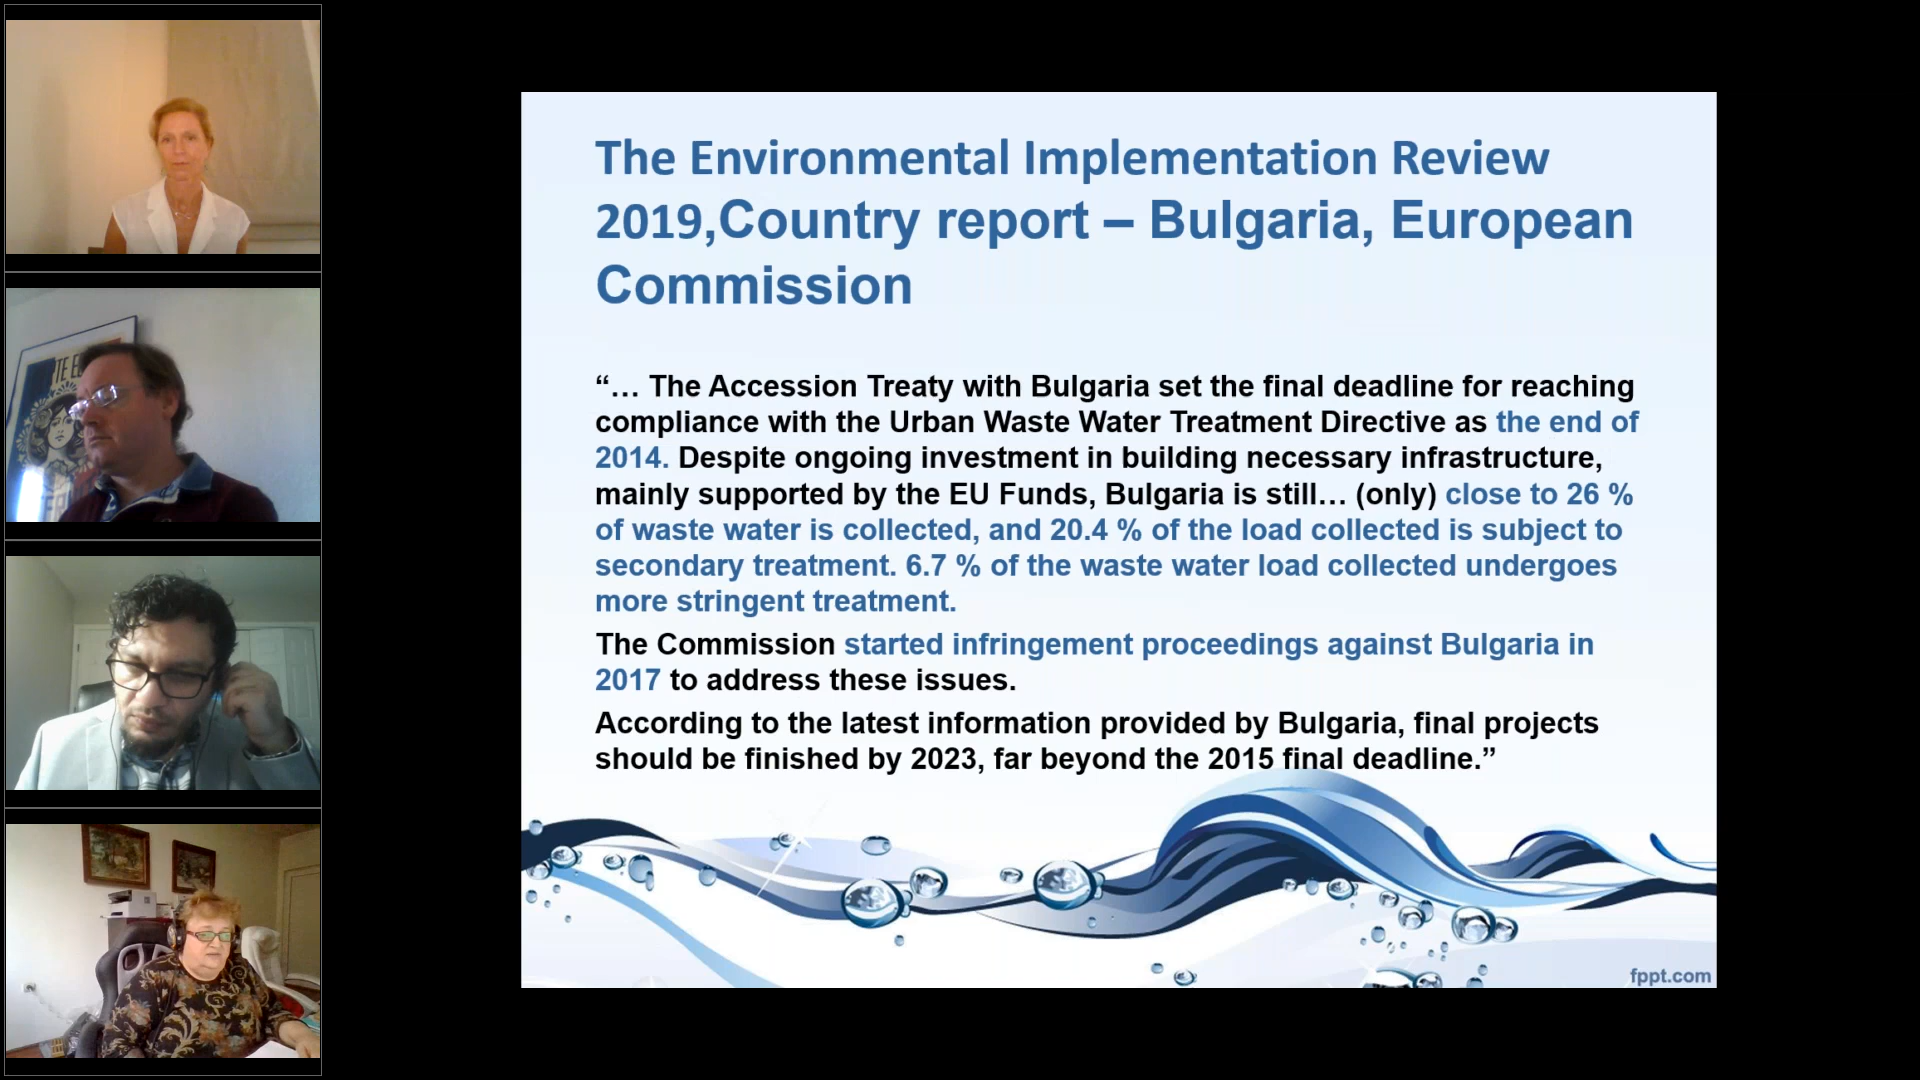 The Environmental Implementation Review
2019,Country report – Bulgaria, European
Commission
“… The Accession Treaty with Bulgaria set the final deadline for reaching
compliance with the Urban Waste Water Treatment Directive as the end of
2014. Despite ongoing investment in building necessary infrastructure,
mainly supported by the EU Funds, Bulgaria is still… (only) close to 26 %
of waste water is collected, and 20.4 % of the load collected is subject to
secondary treatment. 6.7 % of the waste water load collected undergoes
more stringent treatment.
The Commission started infringement proceedings against Bulgaria in
2017 to address these issues.
According to the latest information provided by Bulgaria, final projects
should be finished by 2023, far beyond the 2015 final deadline.”
fppt.com